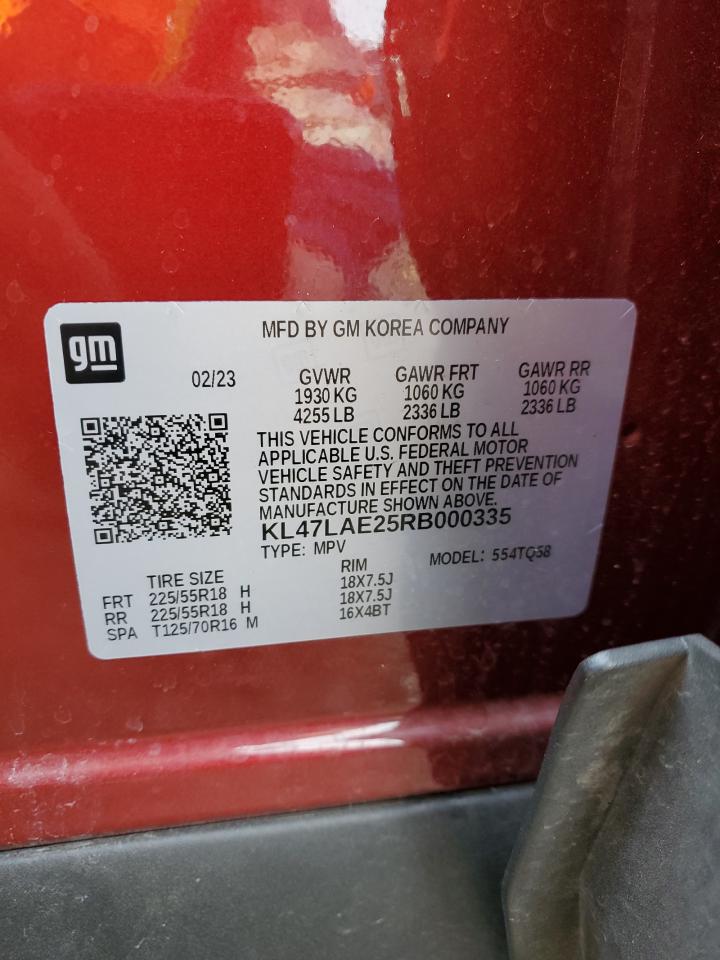 MFD BY GM KOREA COMPANY
gm
02/23
GVWR GAWR FRT GAWR RR
1930 KG 1060 KG 1060 KG
4255 LB 2336 LB 2336 LB
THIS VEHICLE CONFORMS TO ALL
APPLICABLE U.S. FEDERAL MOTOR
VEHICLE SAFETY AND THEFT PREVENTION
STANDARDS IN EFFECT ON THE DATE OF
MANUFACTURE SHOWN ABOVE.
KL47LAE25RB000335
TYPE: MPV MODEL: 554TQ58
TIRE SIZE RIM
FRT 225/55R18 H 18X7.5J
RR 225/55R18 H 18X7.5J
SPA T125/70R16 M 16X4BT